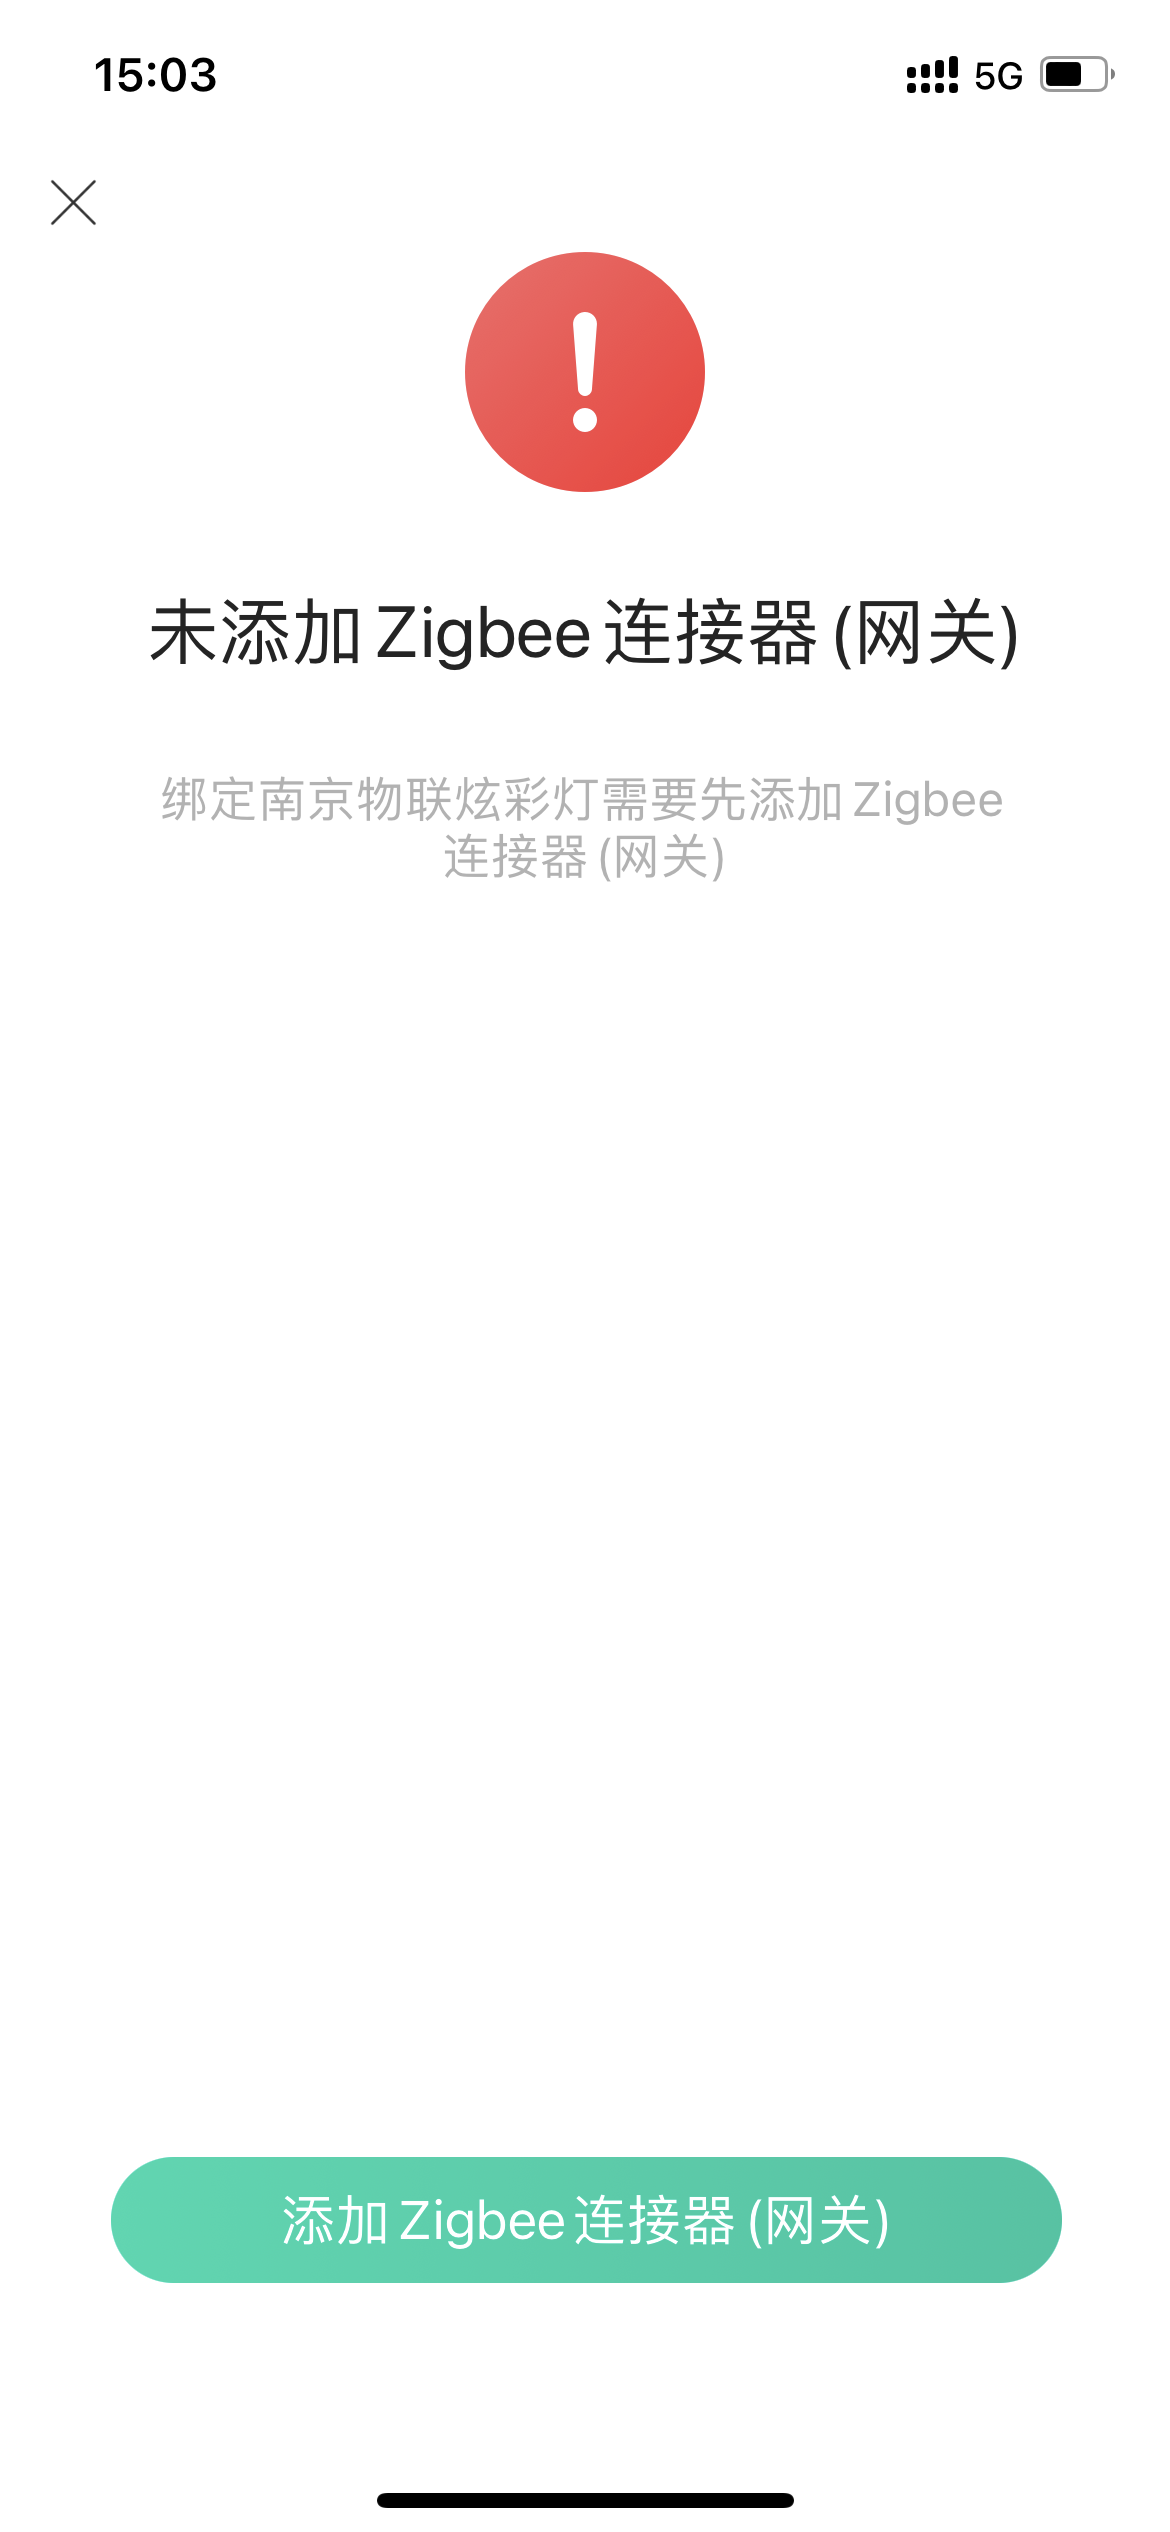 15:03
5G
未添加 Zigbee 连接器 (网关)
绑定南京物联炫彩灯需要先添加 Zigbee
连接器 (网关)
添加 Zigbee 连接器 (网关)